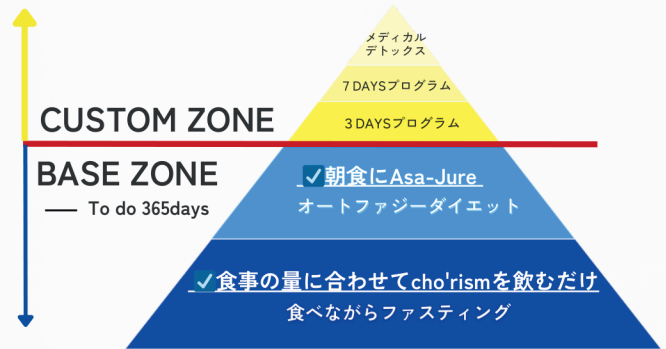 メディカル
デトックス
7 DAYSプログラム
CUSTOM ZONE
3 DAYSプログラム
BASE ZONE
✓朝食にAsa-Jure
To do 365days
オートファジーダイエット
✓食事の量に合わせてcho'rismを飲むだけ
食べながらファスティング